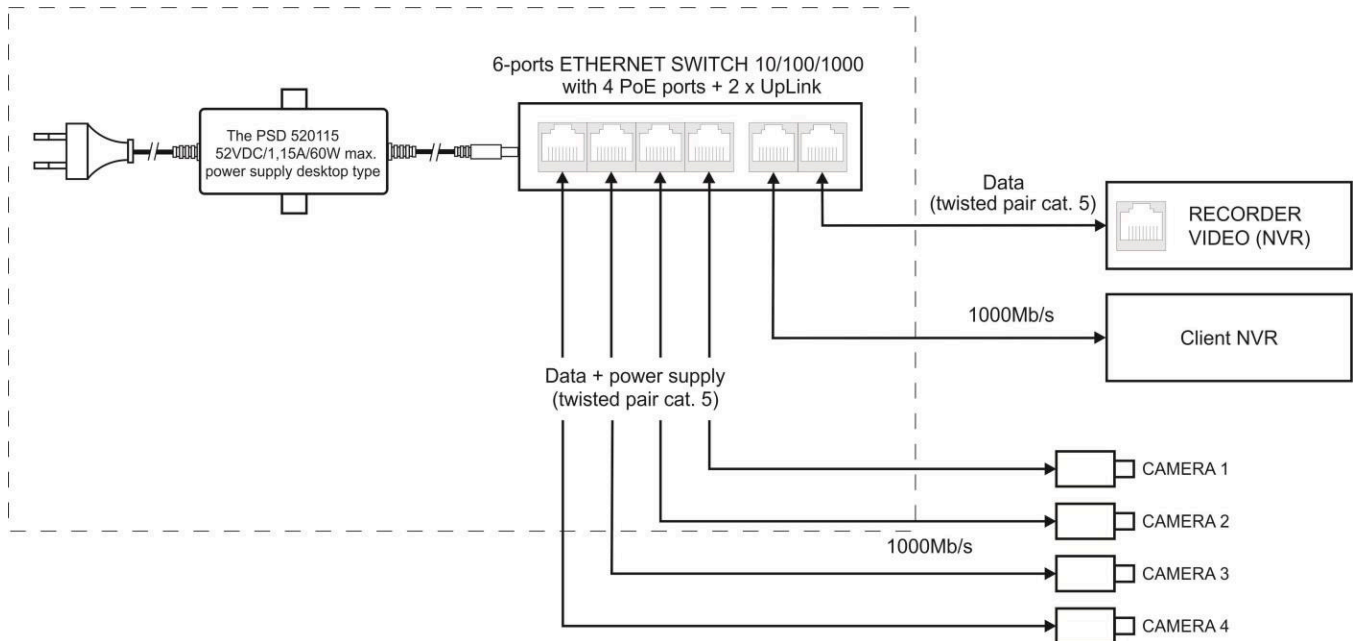 6-ports ETHERNET SWITCH 10/100/1000
with 4 PoE ports + 2 x UpLink
The PSD 520115
52VDC/1,15A/60W max.
power supply desktop type
Data
(twisted pair cat. 5)
RECORDER
VIDEO (NVR)
1000Mb/s
Client NVR
Data + power supply
(twisted pair cat. 5)
CAMERA 1
CAMERA 2
1000Mb/s
CAMERA 3
CAMERA 4